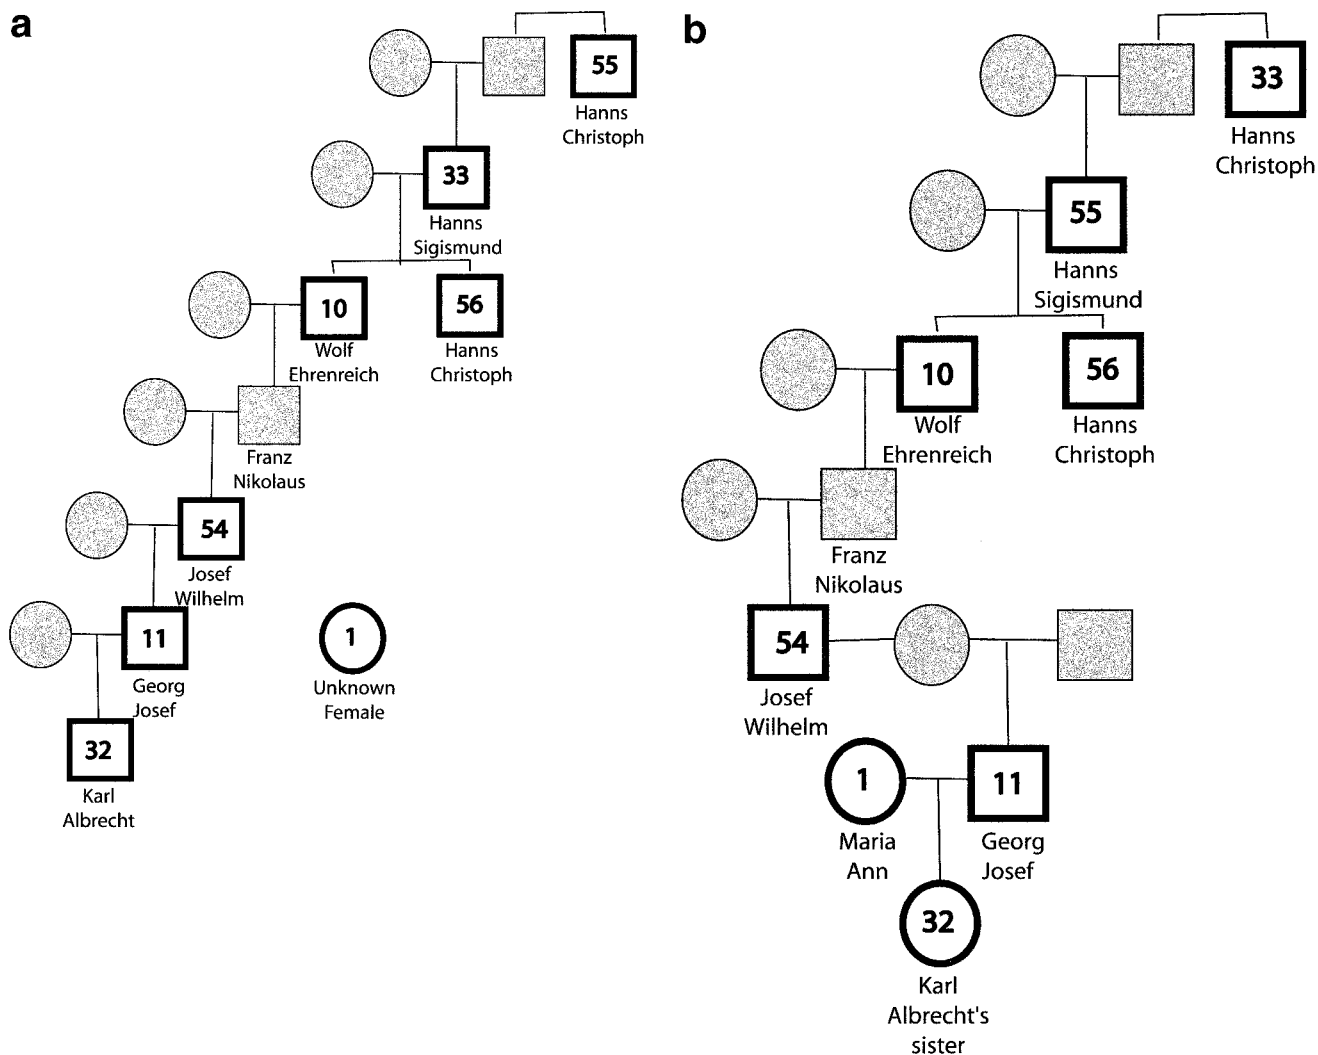 a
55
Hanns
Christoph
33
Hanns
Sigismund
10
Wolf
Ehrenreich
56
Hanns
Christoph
Franz
Nikolaus
54
Josef
Wilhelm
11
Georg
Josef
1
Unknown
Female
32
Karl
Albrecht
b
33
Hanns
Christoph
55
Hanns
Sigismund
10
Wolf
Ehrenreich
56
Hanns
Christoph
Franz
Nikolaus
54
Josef
Wilhelm
1
Maria
Ann
11
Georg
Josef
32
Karl
Albrecht's
sister